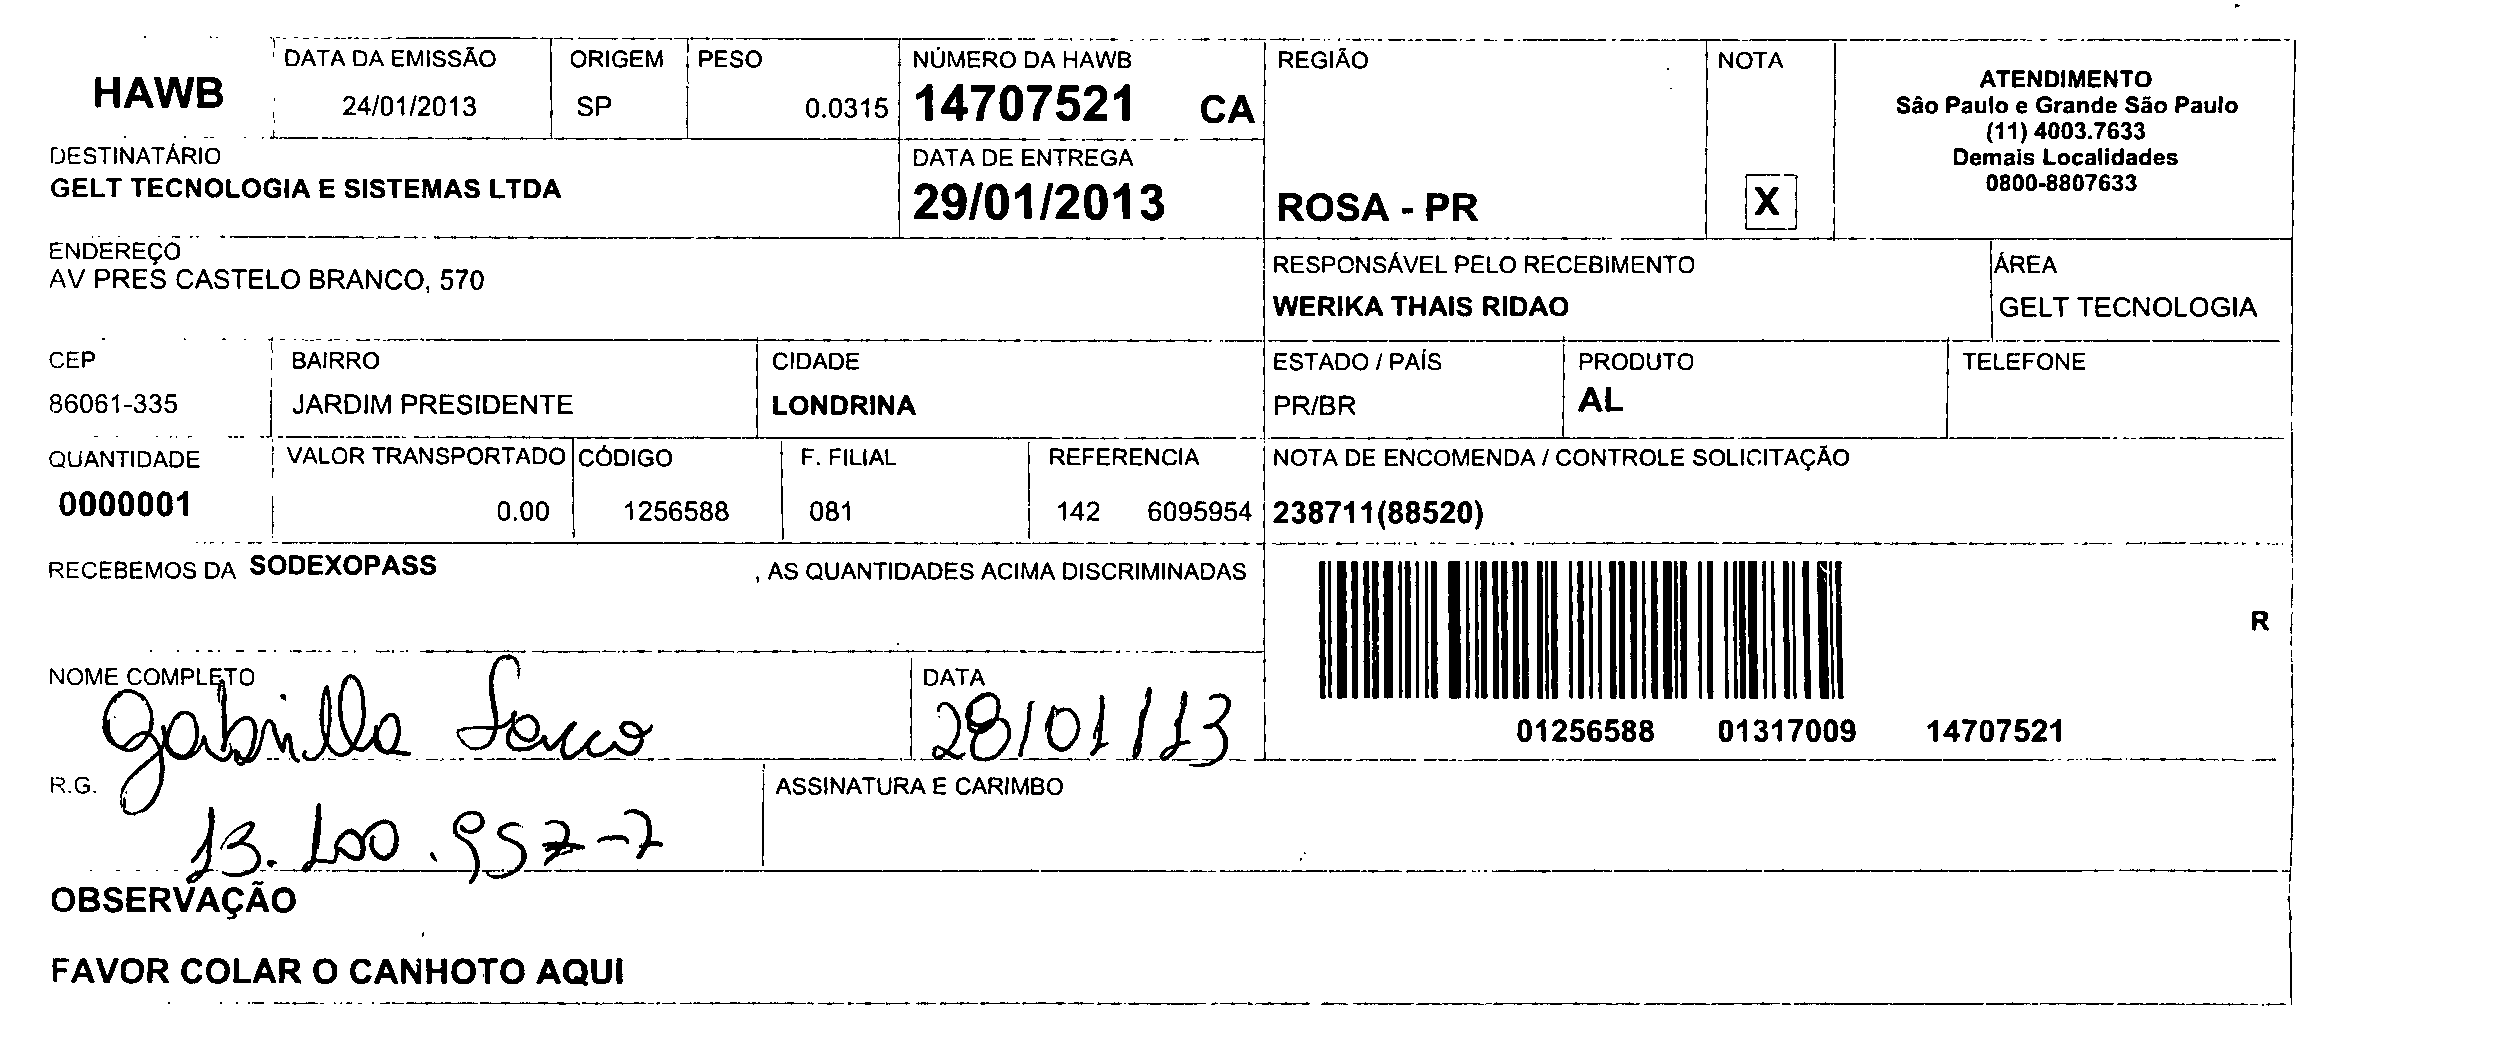 HAWB
DATA DA EMISSÃO
24/01/2013
ORIGEM
SP
PESO
0.0315
NÚMERO DA HAWB
14707521 CA
REGIÃO
ROSA - PR
NOTA
X
ATENDIMENTO
São Paulo e Grande São Paulo
(11) 4003.7633
Demais Localidades
0800-8807633
DESTINATÁRIO
GELT TECNOLOGIA E SISTEMAS LTDA
DATA DE ENTREGA
29/01/2013
ENDEREÇO
AV PRES CASTELO BRANCO, 570
RESPONSÁVEL PELO RECEBIMENTO
WERIKA THAIS RIDAO
ÁREA
GELT TECNOLOGIA
CEP
86061-335
BAIRRO
JARDIM PRESIDENTE
CIDADE
LONDRINA
ESTADO / PAÍS
PR/BR
PRODUTO
AL
TELEFONE
QUANTIDADE
0000001
VALOR TRANSPORTADO
0.00
CÓDIGO
1256588
F. FILIAL
081
REFERENCIA
142 6095954
NOTA DE ENCOMENDA / CONTROLE SOLICITAÇÃO
238711(88520)
RECEBEMOS DA SODEXOPASS , AS QUANTIDADES ACIMA DISCRIMINADAS
R
01256588 01317009 14707521
NOME COMPLETO
Gabrilla
DATA
28/01/13
R.G.
13.100.957-7
ASSINATURA E CARIMBO
OBSERVAÇÃO
FAVOR COLAR O CANHOTO AQUI